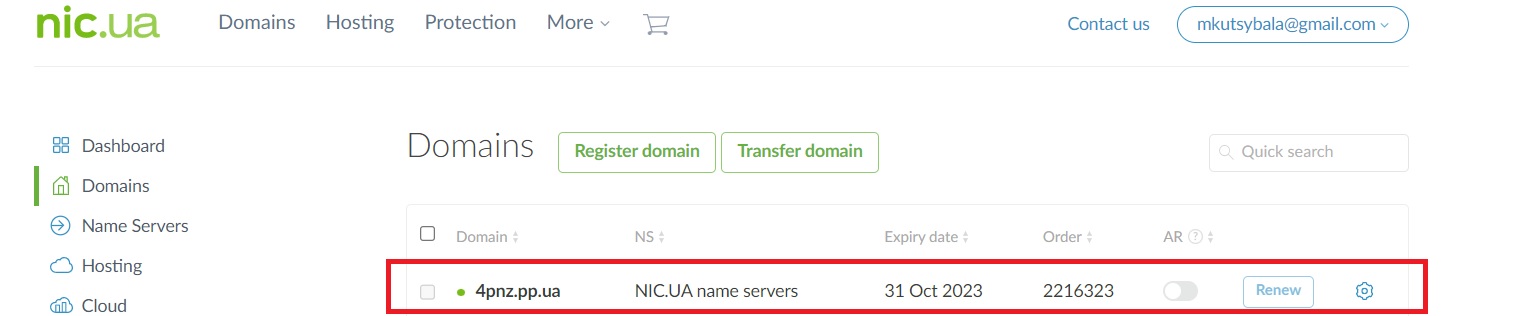 nic.ua
Domains Hosting Protection More
Contact us mkutsybala@gmail.com
Dashboard
Domains
Name Servers
Hosting
Cloud
Domains Register domain Transfer domain Quick search
Domain NS Expiry date Order AR ?
4pnz.pp.ua NIC.UA name servers 31 Oct 2023 2216323 Renew